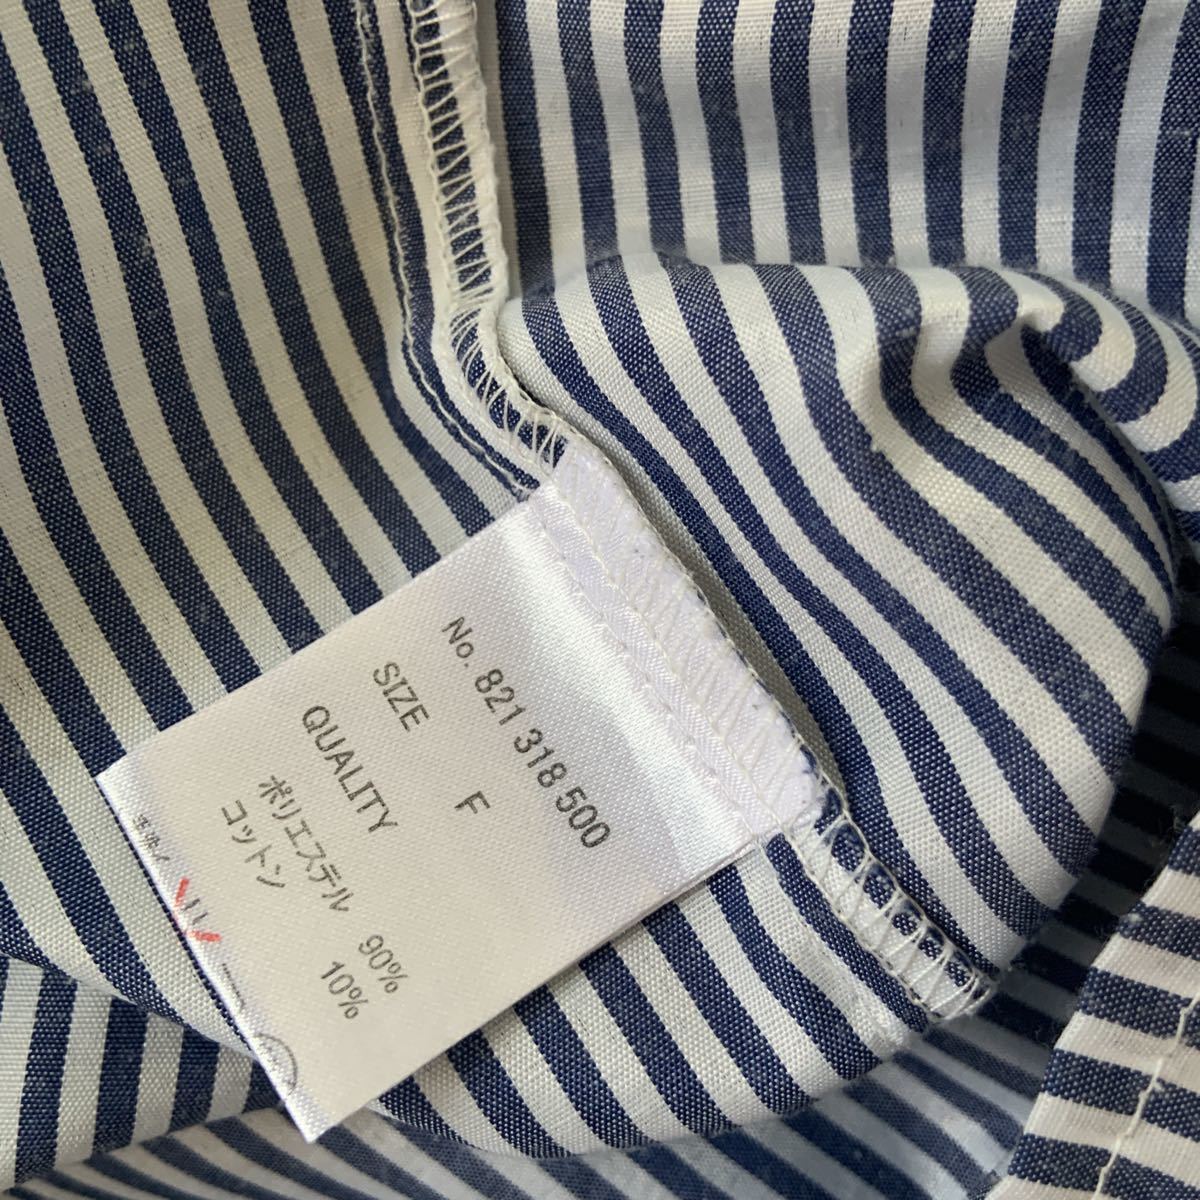 No. 821 318 500
SIZE F
QUALITY
ポリエステル 90%
コットン 10%